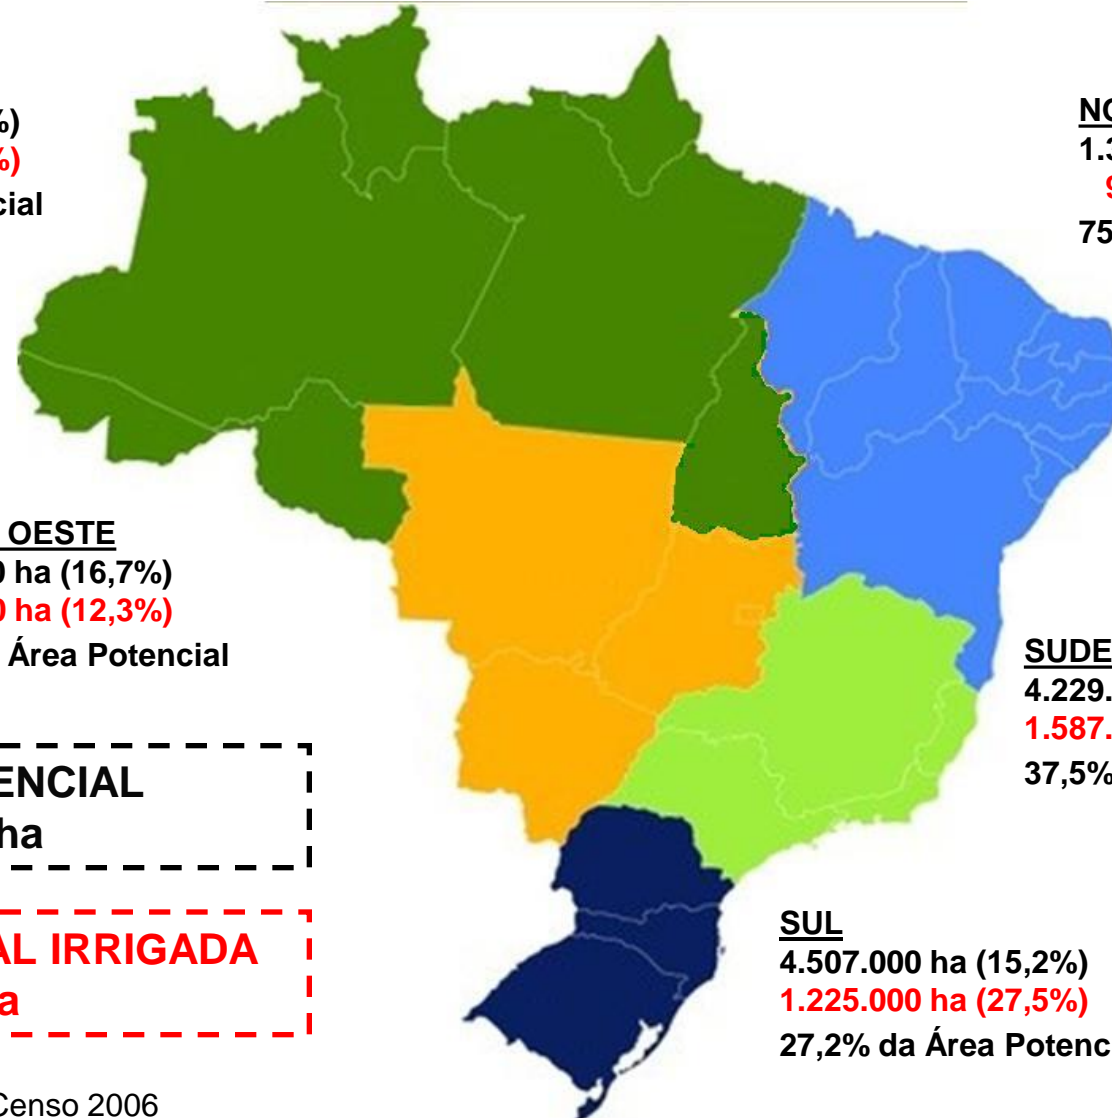 %)
%)
cial
NO
1.3
9
75
OESTE
0 ha (16,7%)
0 ha (12,3%)
Área Potencial
SUDE
4.229.
1.587.
37,5%
ENCIAL
ha
AL IRRIGADA
a
SUL
4.507.000 ha (15,2%)
1.225.000 ha (27,5%)
27,2% da Área Potenc
Censo 2006